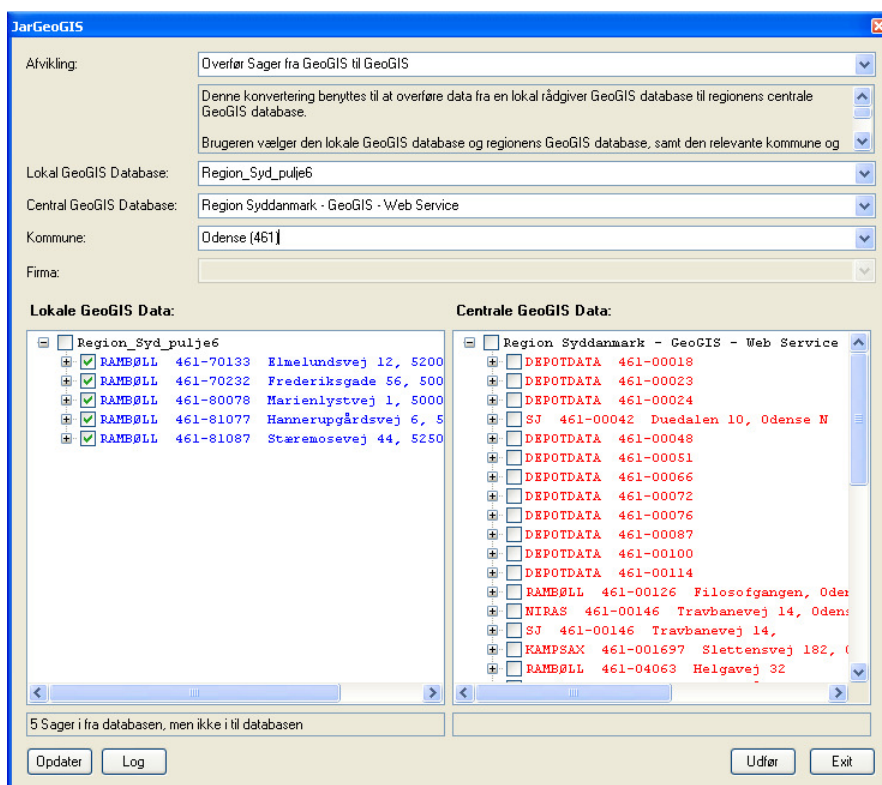 JarGeoGIS
Afvikling:
Overfør Sager fra GeoGIS til GeoGIS
Denne konvertering benyttes til at overføre data fra en lokal rådgiver GeoGIS database til regionens centrale
GeoGIS database.
Brugeren vælger den lokale GeoGIS database og regionens GeoGIS database, samt den relevante kommune og
Lokal GeoGIS Database:
Region_Syd_pulje6
Central GeoGIS Database:
Region Syddanmark - GeoGIS - Web Service
Kommune:
Odense (461)
Firma:
Lokale GeoGIS Data:
Region_Syd_pulje6
RAMBØLL 461-70133 Elmelundsvej 12, 5200
RAMBØLL 461-70232 Frederiksgade 56, 500
RAMBØLL 461-80078 Marienlystvej 1, 5000
RAMBØLL 461-81077 Hannerupgårdsvej 6, 5
RAMBØLL 461-81087 Stæremosevej 44, 5250
5 Sager i fra databasen, men ikke i til databasen
Centrale GeoGIS Data:
Region Syddanmark - GeoGIS - Web Service
DEPOTDATA 461-00018
DEPOTDATA 461-00023
DEPOTDATA 461-00024
SJ 461-00042 Duedalen 10, Odense N
DEPOTDATA 461-00048
DEPOTDATA 461-00051
DEPOTDATA 461-00066
DEPOTDATA 461-00072
DEPOTDATA 461-00076
DEPOTDATA 461-00087
DEPOTDATA 461-00100
DEPOTDATA 461-00114
RAMBØLL 461-00126 Filosofgangen, Oden
NIRAS 461-00146 Travbanevej 14, Odens
SJ 461-00146 Travbanevej 14,
KAMPSAX 461-001697 Slettensvej 182,
RAMBØLL 461-04063 Helgavej 32
Opdater
Log
Udfør
Exit